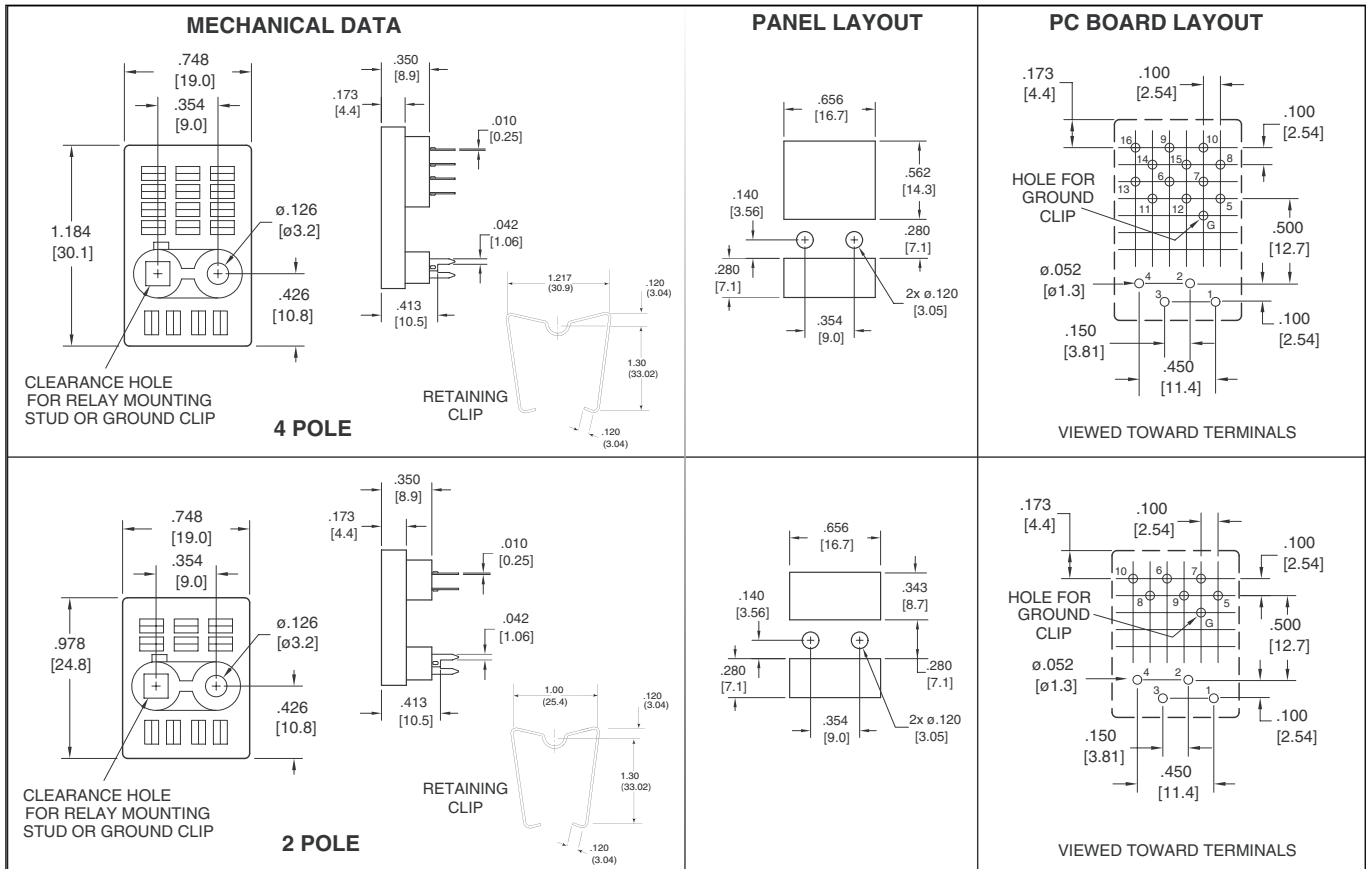 MECHANICAL DATA
.748
[19.0]
.354
[9.0]
1.184
[30.1]
ø.126
[ø3.2]
.426
[10.8]
CLEARANCE HOLE
FOR RELAY MOUNTING
STUD OR GROUND CLIP
.350
[8.9]
.173
[4.4]
.010
[0.25]
.042
[1.06]
.413
[10.5]
1.217
(30.9)
.120
(3.04)
1.30
(33.02)
RETAINING
CLIP
.120
(3.04)
4 POLE
PANEL LAYOUT
.656
[16.7]
.562
[14.3]
.140
[3.56]
.280
[7.1]
.280
[7.1]
2x ø.120
[3.05]
.354
[9.0]
PC BOARD LAYOUT
.173
[4.4]
.100
[2.54]
.100
[2.54]
16 9 10
14 15 8
13 6 7
11 12 5
G
HOLE FOR
GROUND
CLIP
.500
[12.7]
ø.052
[ø1.3]
4 2
3 1
.150
[3.81]
.450
[11.4]
.100
[2.54]
VIEWED TOWARD TERMINALS
.748
[19.0]
.354
[9.0]
.978
[24.8]
ø.126
[ø3.2]
.426
[10.8]
CLEARANCE HOLE
FOR RELAY MOUNTING
STUD OR GROUND CLIP
.350
[8.9]
.173
[4.4]
.010
[0.25]
.042
[1.06]
.413
[10.5]
1.00
(25.4)
.120
(3.04)
1.30
(33.02)
RETAINING
CLIP
.120
(3.04)
2 POLE
.656
[16.7]
.343
[8.7]
.140
[3.56]
.280
[7.1]
.280
[7.1]
2x ø.120
[3.05]
.354
[9.0]
.173
[4.4]
.100
[2.54]
.100
[2.54]
10 6 7
8 9 5
G
HOLE FOR
GROUND
CLIP
.500
[12.7]
ø.052
[ø1.3]
4 2
3 1
.150
[3.81]
.450
[11.4]
.100
[2.54]
VIEWED TOWARD TERMINALS